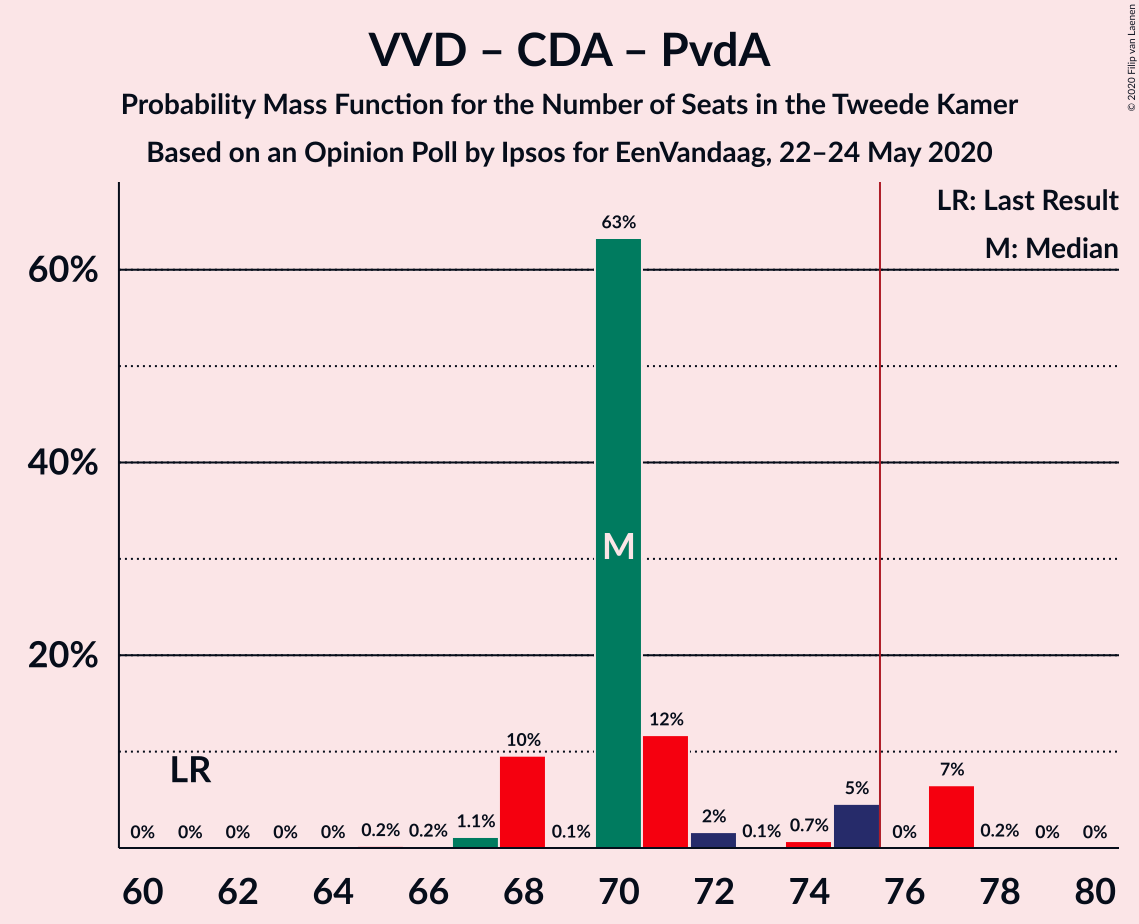 VVD – CDA – PvdA
Probability Mass Function for the Number of Seats in the Tweede Kamer
Based on an Opinion Poll by Ipsos for EenVandaag, 22–24 May 2020
© 2020 Filip van Laenen
LR: Last Result
M: Median
60%
40%
20%
63%
M
LR
0% 0% 0% 0% 0% 0.2% 0.2% 1.1% 10% 0.1% 12% 2% 0.1% 0.7% 5% 0% 7% 0.2% 0% 0%
60 62 64 66 68 70 72 74 76 78 80